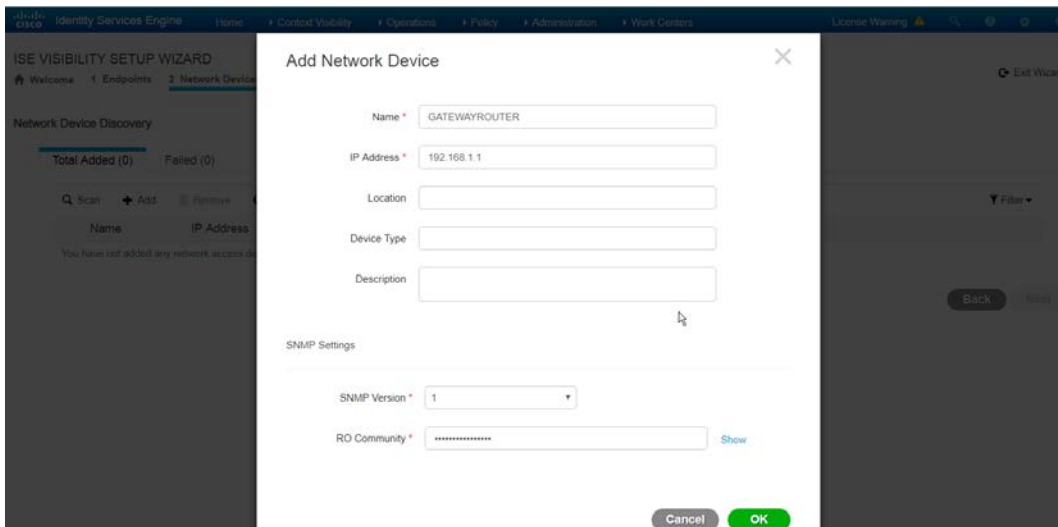 cisco Identity Services Engine Home Context Visibility Operations Policy Administration Work Centers License Warning
ISE VISIBILITY SETUP WIZARD
Welcome 1 Endpoints 2 Network Device
Exit Wizar
Network Device Discovery
Total Added (0) Failed (0)
Scan Add Remove
Filter
Name IP Address
You have not added any network access de
Back Next
Add Network Device
Name * GATEWAYROUTER
IP Address * 192.168.1.1
Location
Device Type
Description
SNMP Settings
SNMP Version * 1
RO Community * •••••••••••••••• Show
Cancel OK